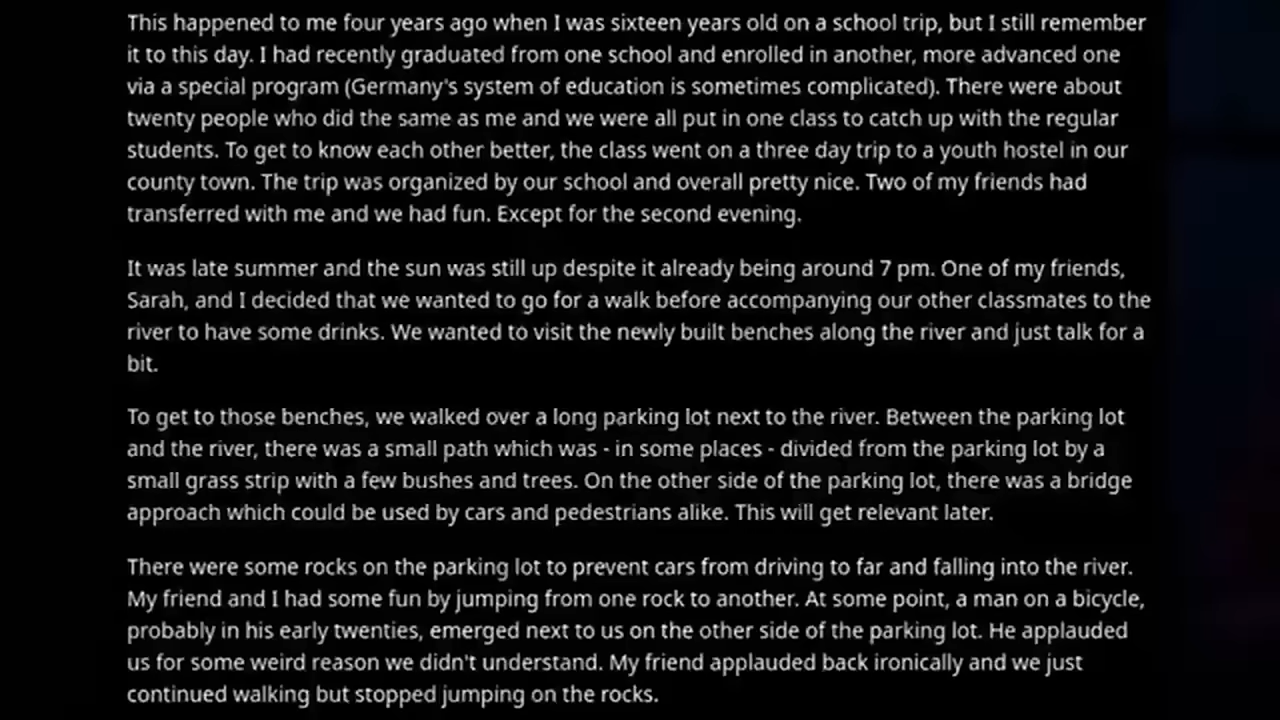 This happened to me four years ago when I was sixteen years old on a school trip, but I still remember
it to this day. I had recently graduated from one school and enrolled in another, more advanced one
via a special program (Germany's system of education is sometimes complicated). There were about
twenty people who did the same as me and we were all put in one class to catch up with the regular
students. To get to know each other better, the class went on a three day trip to a youth hostel in our
county town. The trip was organized by our school and overall pretty nice. Two of my friends had
transferred with me and we had fun. Except for the second evening.
It was late summer and the sun was still up despite it already being around 7 pm. One of my friends,
Sarah, and I decided that we wanted to go for a walk before accompanying our other classmates to the
river to have some drinks. We wanted to visit the newly built benches along the river and just talk for a
bit.
To get to those benches, we walked over a long parking lot next to the river. Between the parking lot
and the river, there was a small path which was - in some places - divided from the parking lot by a
small grass strip with a few bushes and trees. On the other side of the parking lot, there was a bridge
approach which could be used by cars and pedestrians alike. This will get relevant later.
There were some rocks on the parking lot to prevent cars from driving to far and falling into the river.
My friend and I had some fun by jumping from one rock to another. At some point, a man on a bicycle,
probably in his early twenties, emerged next to us on the other side of the parking lot. He applauded
us for some weird reason we didn't understand. My friend applauded back ironically and we just
continued walking but stopped jumping on the rocks.